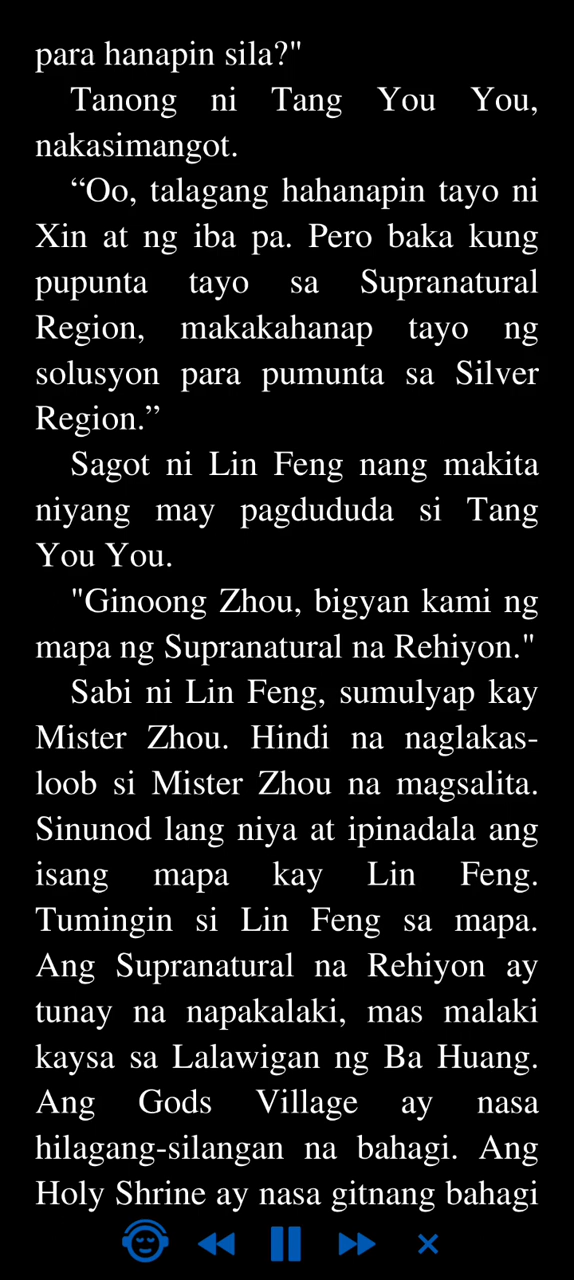 para hanapin sila?"
Tanong ni Tang You You,
nakasimangot.
“Oo, talagang hahanapin tayo ni
Xin at ng iba pa. Pero baka kung
pupunta tayo sa Supranatural
Region, makakahanap tayo ng
solusyon para pumunta sa Silver
Region.”
Sagot ni Lin Feng nang makita
niyang may pagdududa si Tang
You You.
"Ginoong Zhou, bigyan kami ng
mapa ng Supranatural na Rehiyon."
Sabi ni Lin Feng, sumulyap kay
Mister Zhou. Hindi na naglakas-
loob si Mister Zhou na magsalita.
Sinunod lang niya at ipinadala ang
isang mapa kay Lin Feng.
Tumingin si Lin Feng sa mapa.
Ang Supranatural na Rehiyon ay
tunay na napakalaki, mas malaki
kaysa sa Lalawigan ng Ba Huang.
Ang Gods Village ay nasa
hilagang-silangan na bahagi. Ang
Holy Shrine ay nasa gitnang bahagi